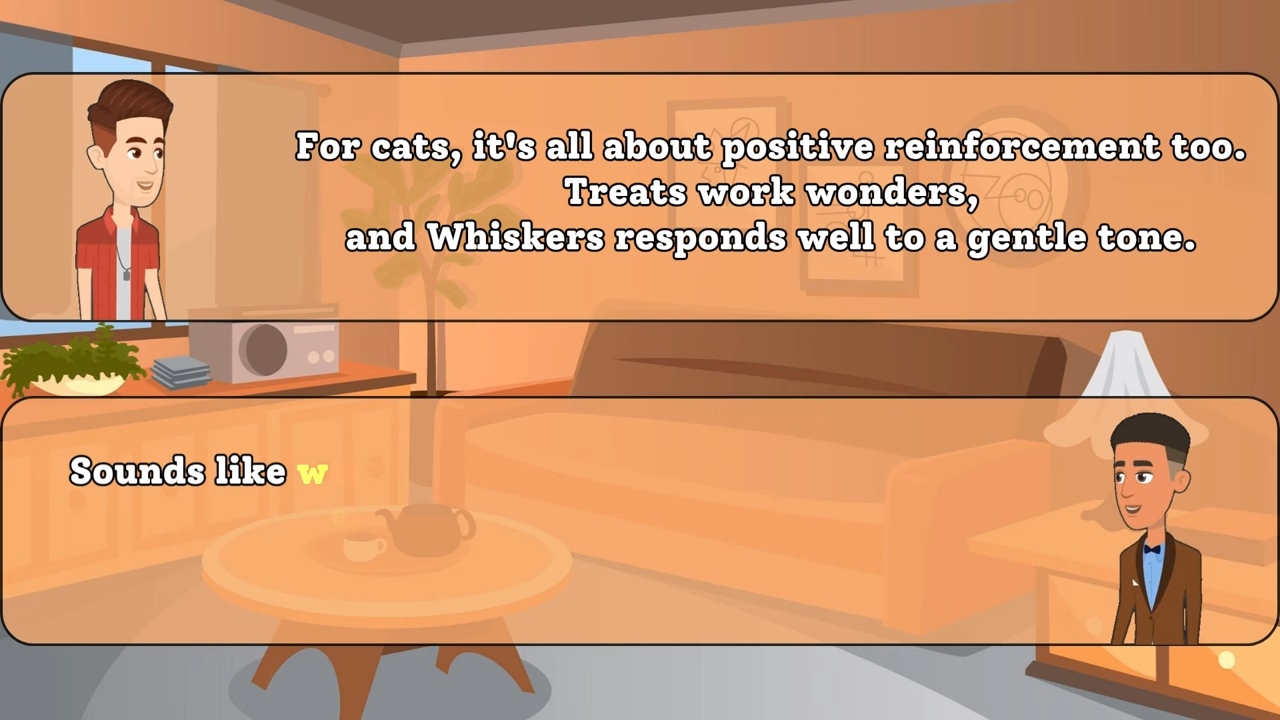 For cats, it's all about positive reinforcement too.
Treats work wonders,
and Whiskers responds well to a gentle tone.
Sounds like w